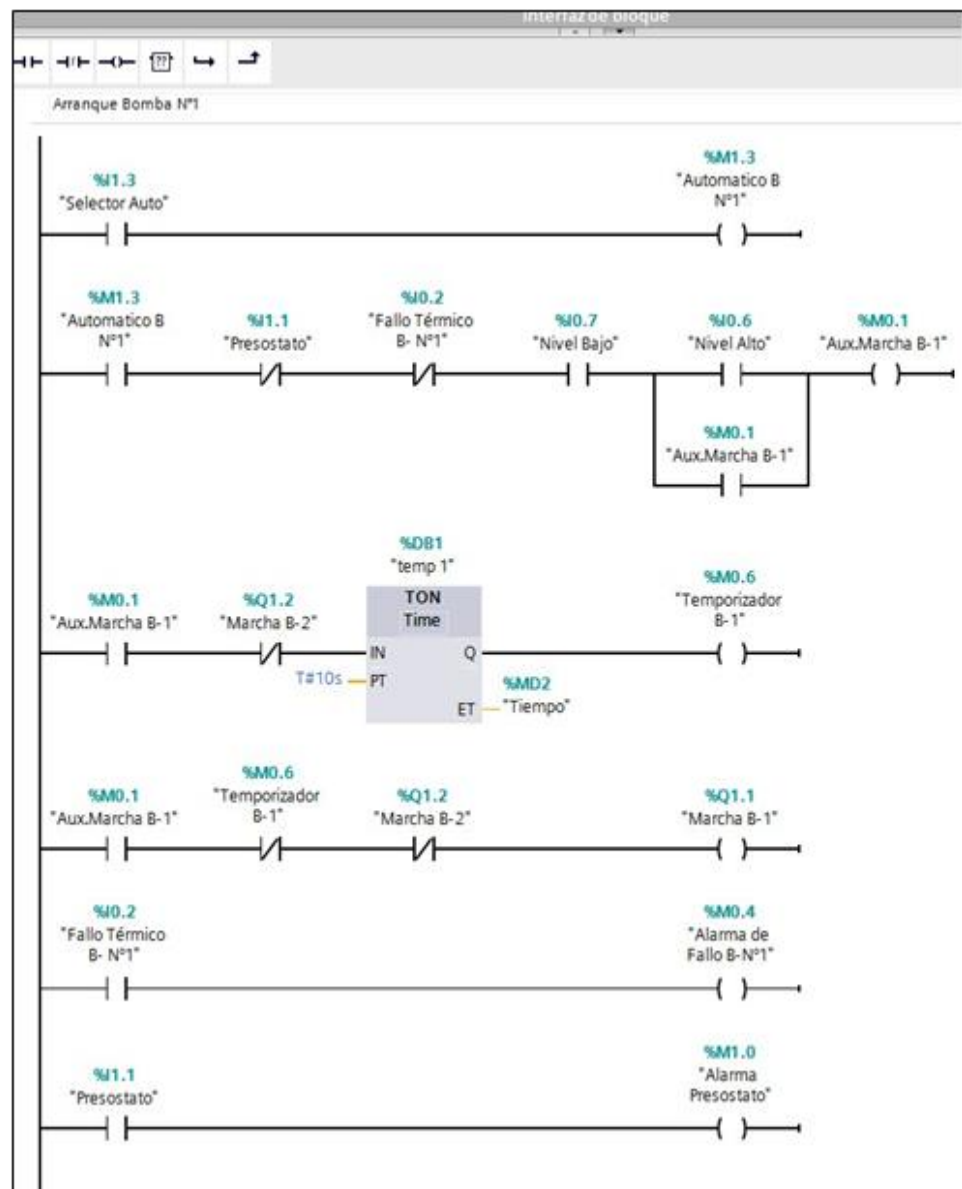 Interfaz de bloque
??
Arranque Bomba Nº1
%I1.3
"Selector Auto"
%M1.3
"Automatico B
Nº1"
%M1.3
"Automatico B
Nº1"
%I1.1
"Presostato"
%I0.2
"Fallo Térmico
B- Nº1"
%I0.7
"Nivel Bajo"
%I0.6
"Nivel Alto"
%M0.1
"Aux.Marcha B-1"
%M0.1
"Aux.Marcha B-1"
%DB1
"temp 1"
%M0.1
"Aux.Marcha B-1"
%Q1.2
"Marcha B-2"
TON
Time
IN
Q
T#10s
PT
ET
%MD2
"Tiempo"
%M0.6
"Temporizador
B-1"
%M0.1
"Aux.Marcha B-1"
%M0.6
"Temporizador
B-1"
%Q1.2
"Marcha B-2"
%Q1.1
"Marcha B-1"
%I0.2
"Fallo Térmico
B- Nº1"
%M0.4
"Alarma de
Fallo B-Nº1"
%I1.1
"Presostato"
%M1.0
"Alarma
Presostato"